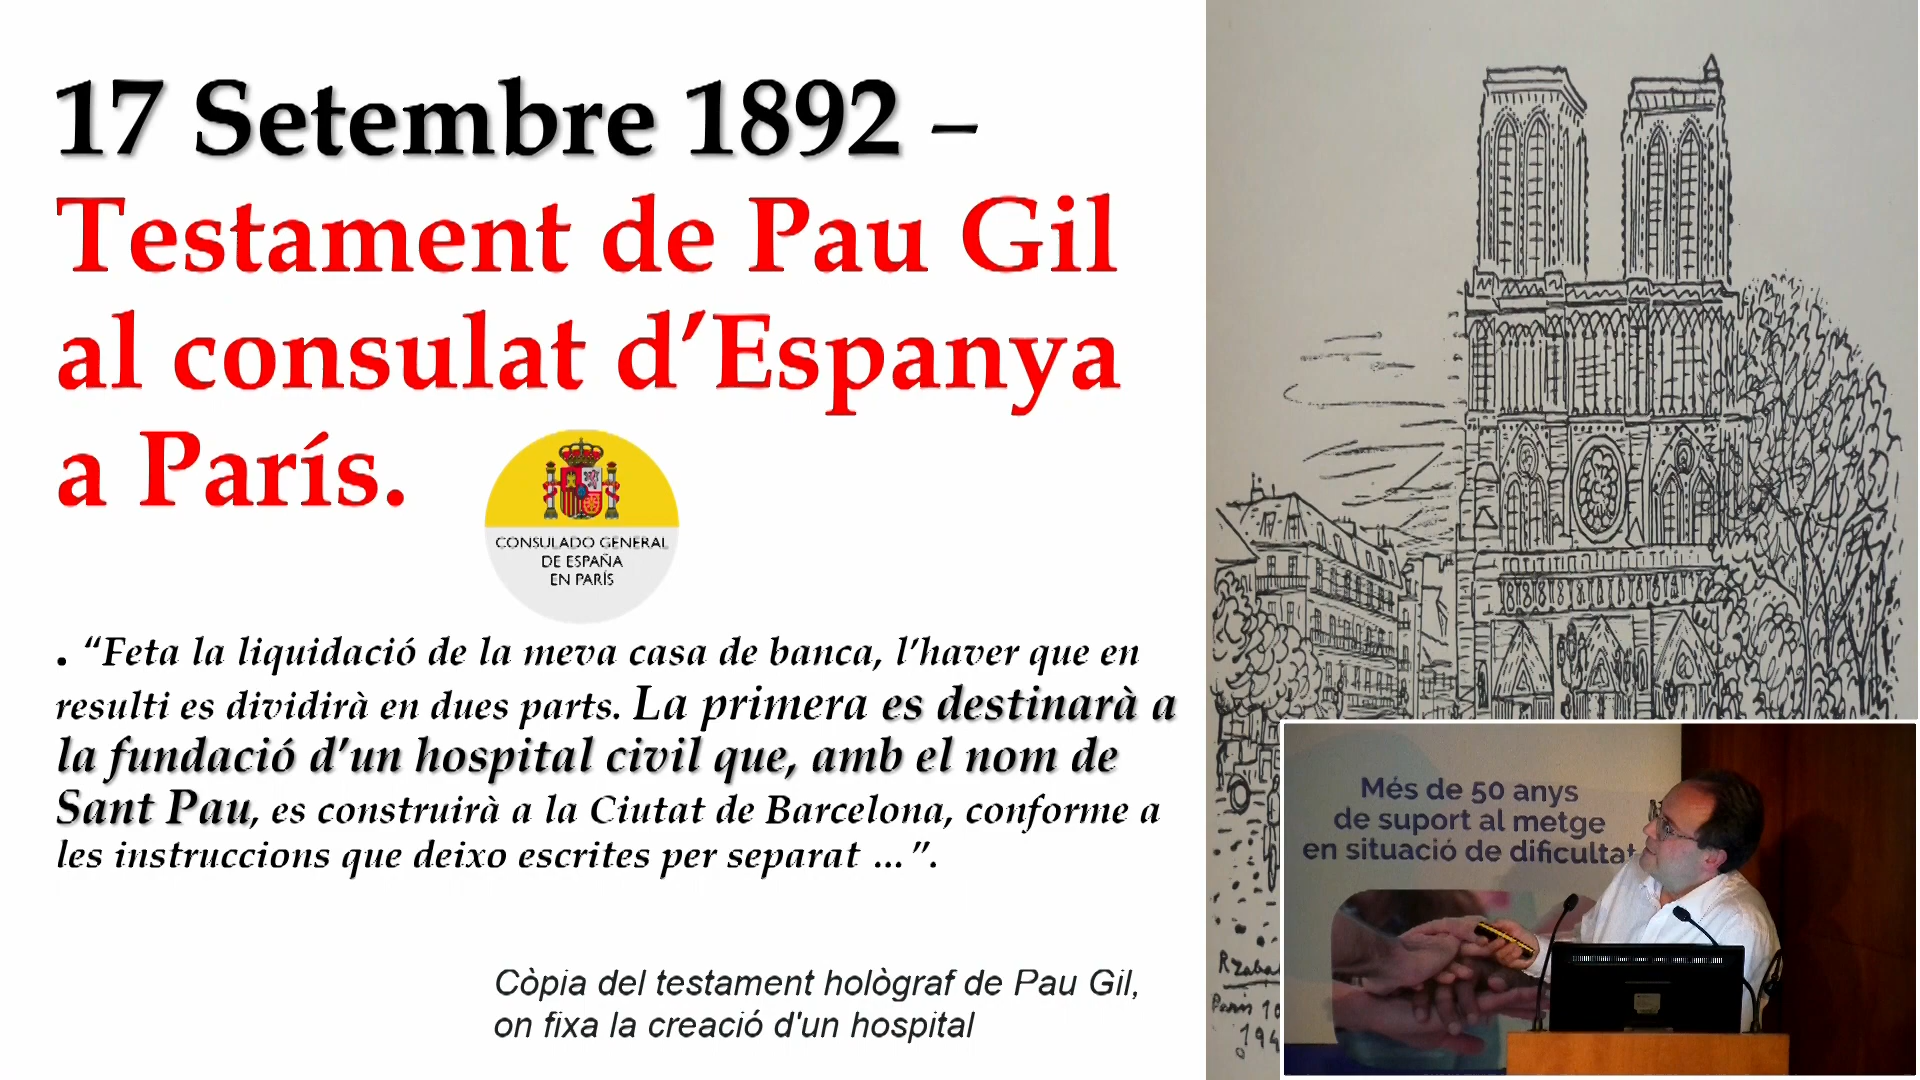 17 Setembre 1892 –
Testament de Pau Gil
al consulat d’Espanya
a París.
CONSULADO GENERAL
DE ESPAÑA
EN PARÍS
. “Feta la liquidació de la meva casa de banca, l’haver que en
resulti es dividirà en dues parts. La primera es destinarà a
la fundació d’un hospital civil que, amb el nom de
Sant Pau, es construirà a la Ciutat de Barcelona, conforme a
les instruccions que deixo escrites per separat …”.
Còpia del testament hològraf de Pau Gil,
on fixa la creació d'un hospital
Més de 50 anys
de suport al metge
en situació de dificultat
París